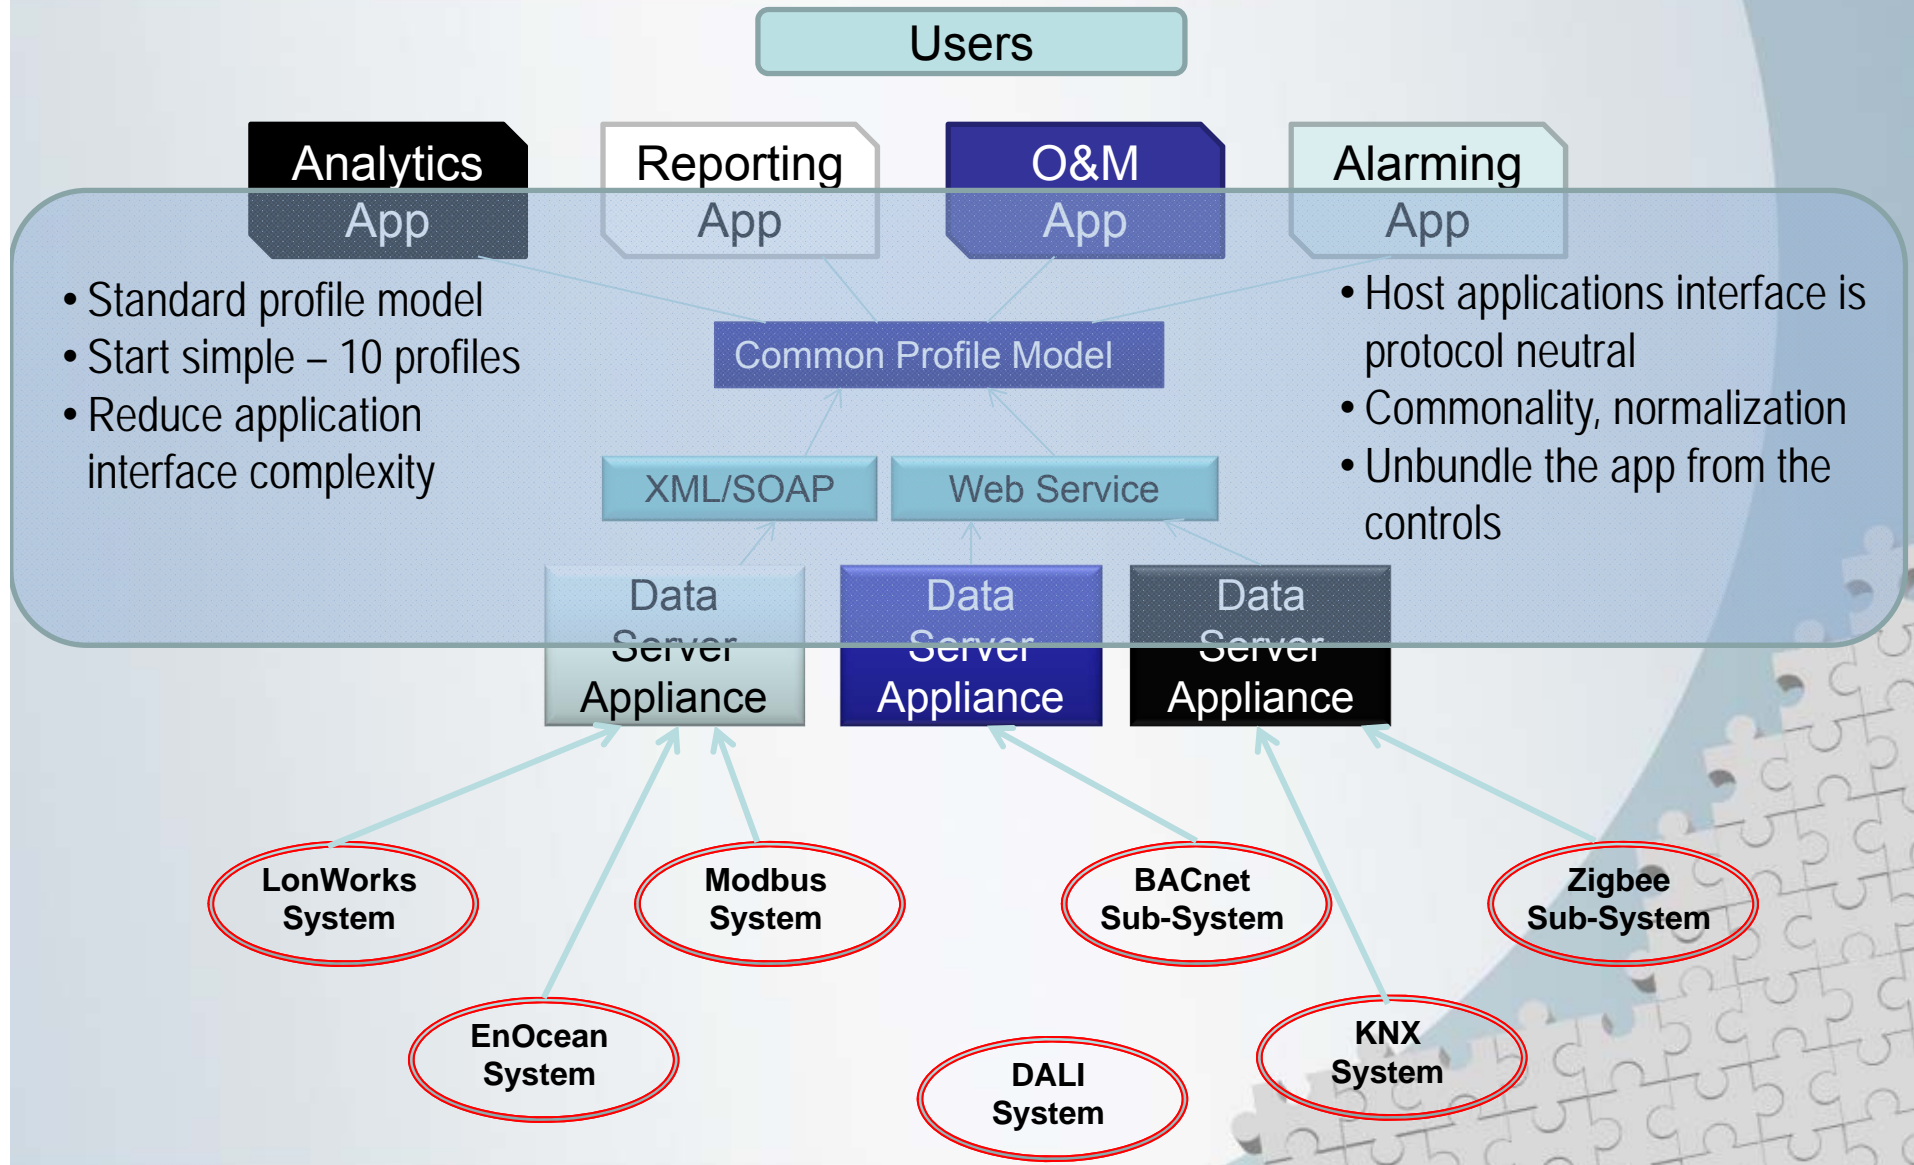 Users
Analytics
App
Reporting
App
O&M
App
Alarming
App
• Standard profile model
• Start simple – 10 profiles
• Reduce application
interface complexity
• Host applications interface is
protocol neutral
• Commonality, normalization
• Unbundle the app from the
controls
Common Profile Model
XML/SOAP
Web Service
Data
Server
Appliance
Data
Server
Appliance
Data
Server
Appliance
LonWorks
System
Modbus
System
BACnet
Sub-System
Zigbee
Sub-System
EnOcean
System
DALI
System
KNX
System